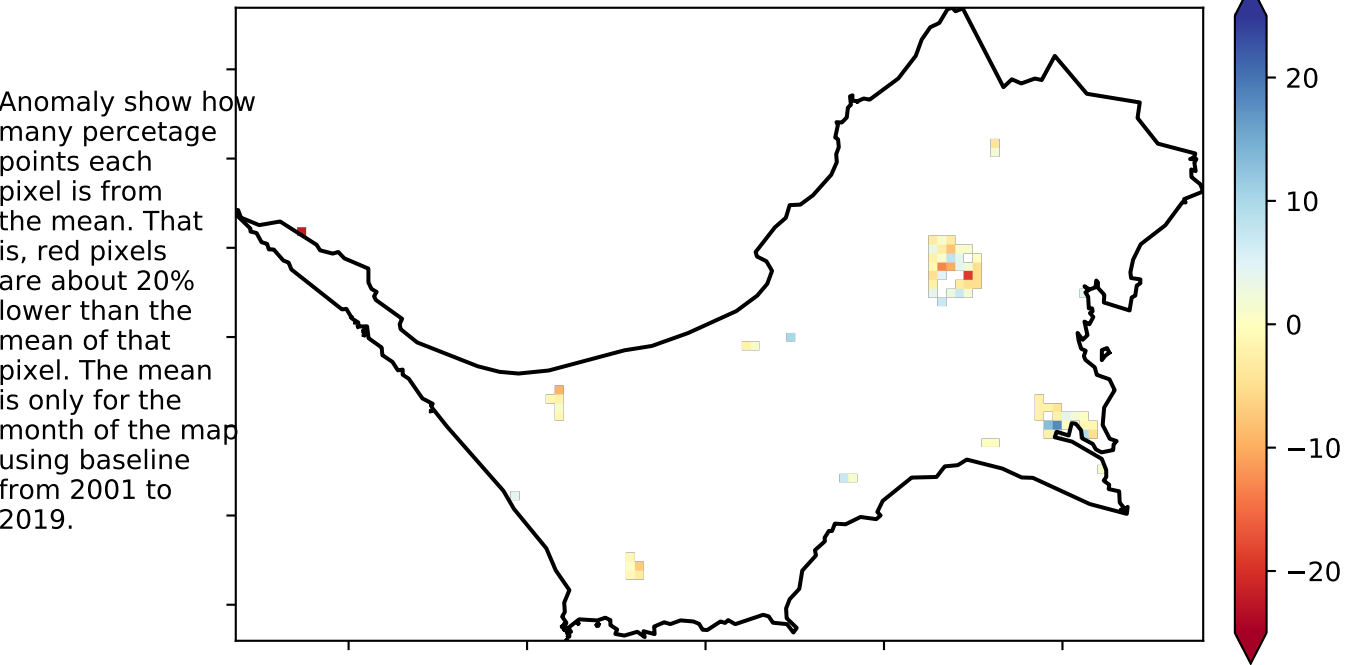 Anomaly show how
many percetage
points each
pixel is from
the mean. That
is, red pixels
are about 20%
lower than the
mean of that
pixel. The mean
is only for the
month of the map
using baseline
from 2001 to
2019.
20
10
0
−10
−20